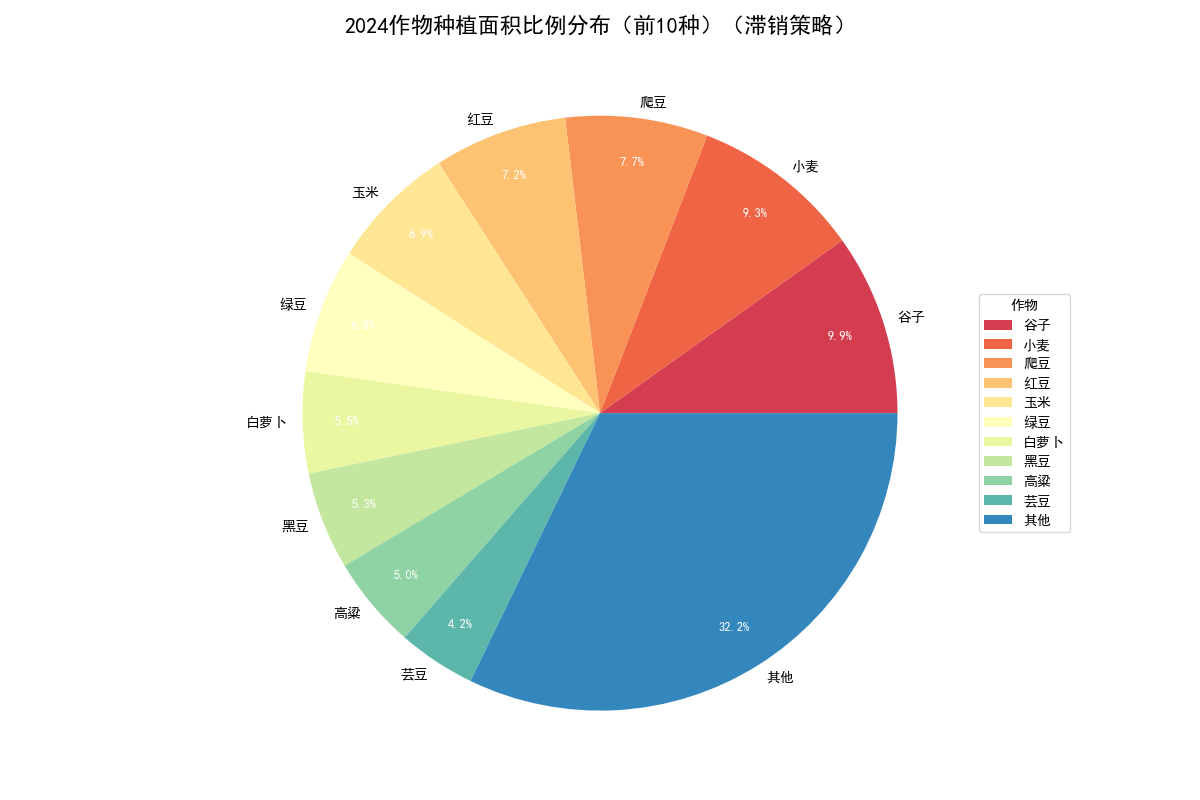 2024作物种植面积比例分布（前10种）（滞销策略）
谷子
9.9%
小麦
9.3%
爬豆
7.7%
红豆
7.2%
玉米
6.9%
绿豆
白萝卜
5.5%
黑豆
5.3%
高粱
5.0%
芸豆
4.2%
其他
32.2%
作物
谷子
小麦
爬豆
红豆
玉米
绿豆
白萝卜
黑豆
高粱
芸豆
其他